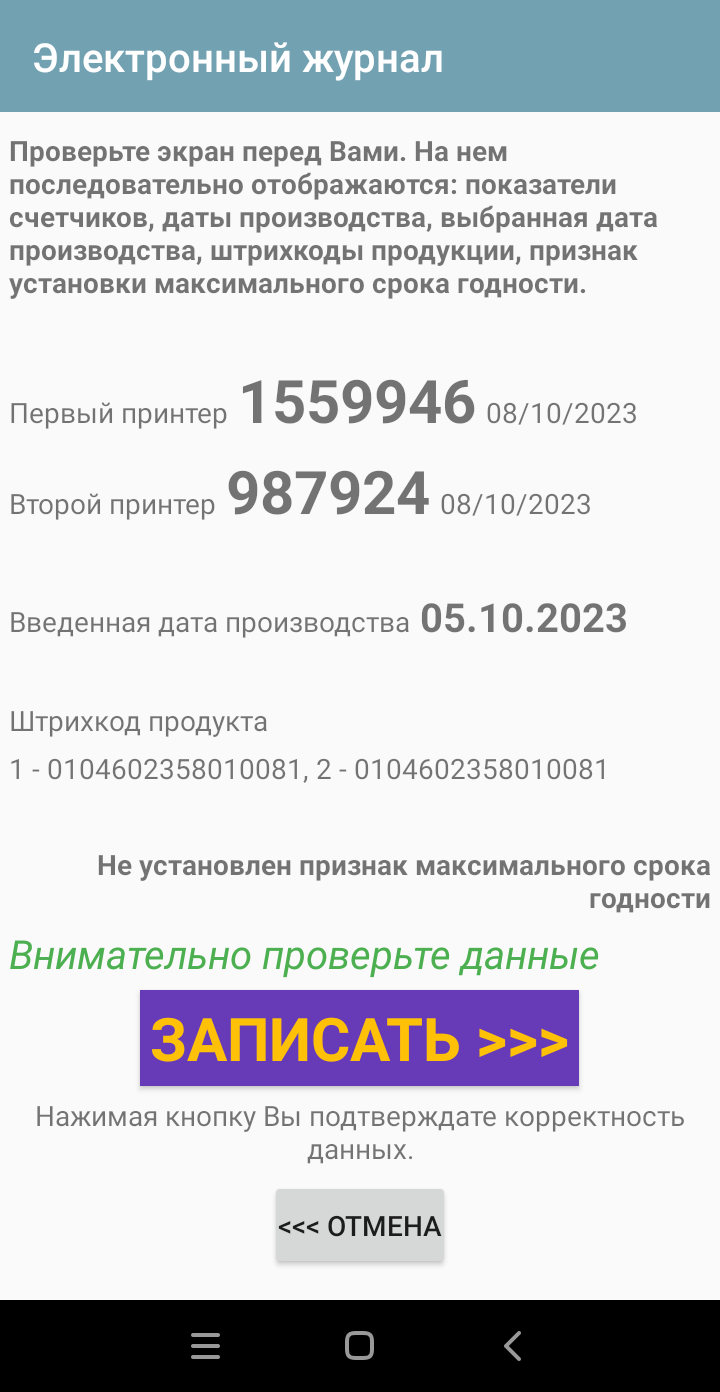 Электронный журнал
Проверьте экран перед Вами. На нем
последовательно отображаются: показатели
счетчиков, даты производства, выбранная дата
производства, штрихкоды продукции, признак
установки максимального срока годности.
Первый принтер 1559946 08/10/2023
Второй принтер 987924 08/10/2023
Введенная дата производства 05.10.2023
Штрихкод продукта
1 - 0104602358010081, 2 - 0104602358010081
Не установлен признак максимального срока
годности
Внимательно проверьте данные
ЗАПИСАТЬ >>>
Нажимая кнопку Вы подтверждате корректность
данных.
<<< ОТМЕНА